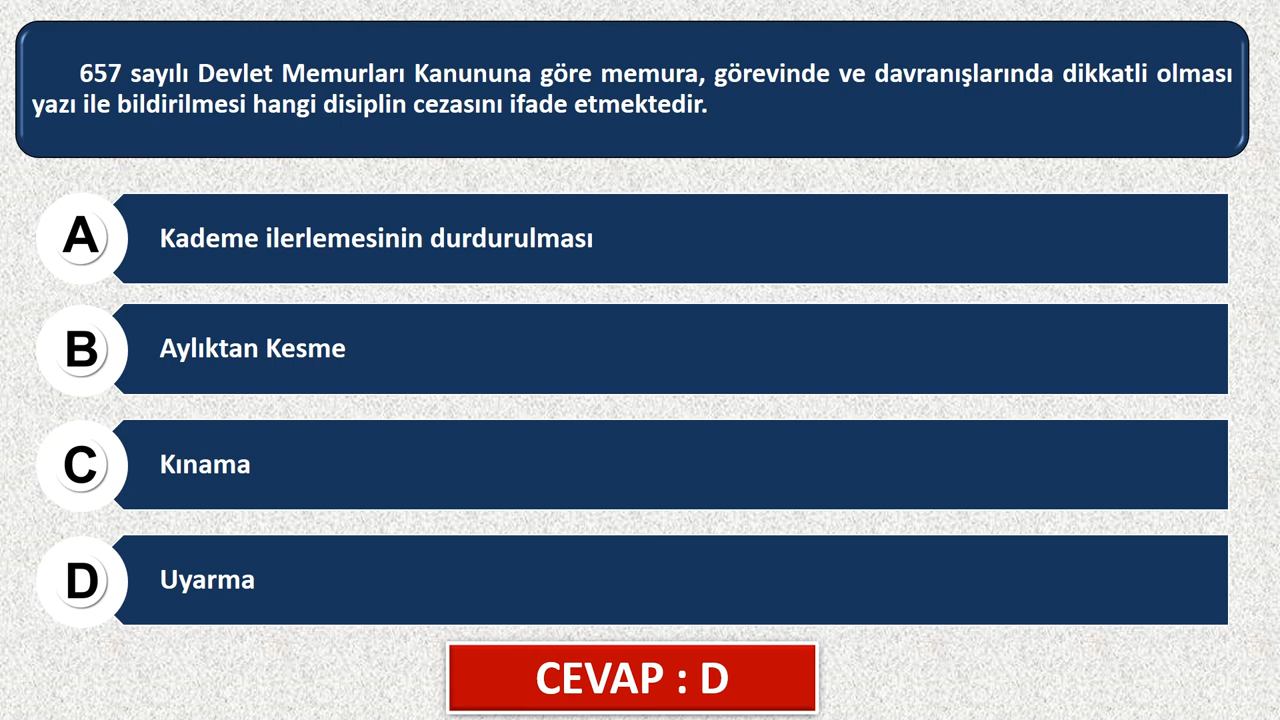 657 sayılı Devlet Memurları Kanununa göre memura, görevinde ve davranışlarında dikkatli olması
yazı ile bildirilmesi hangi disiplin cezasını ifade etmektedir.
A Kademe ilerlemesinin durdurulması
B Aylıktan Kesme
C Kınama
D Uyarma
CEVAP : D